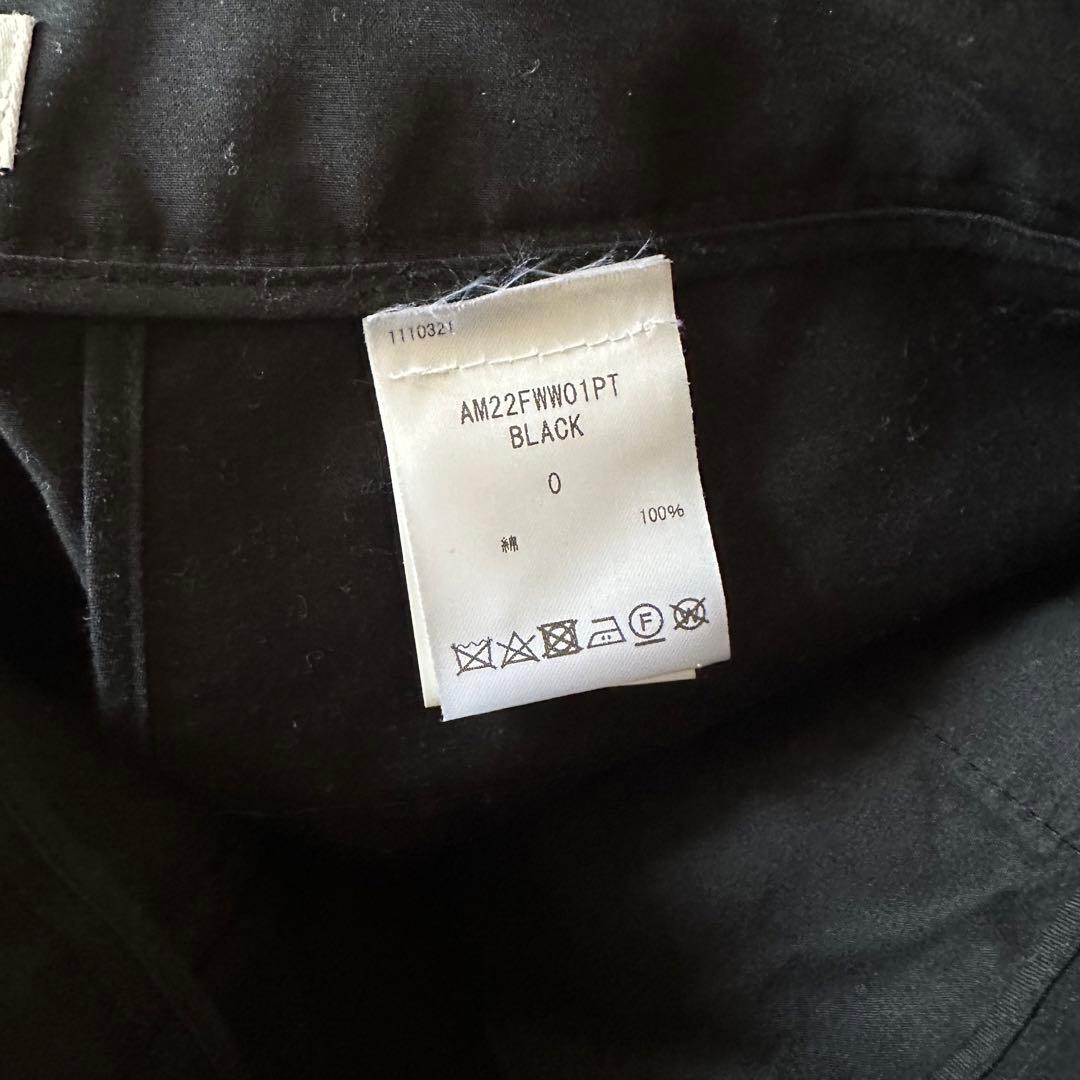 1110321
AM22FWW01PT
BLACK
0
100%
綿
F
W